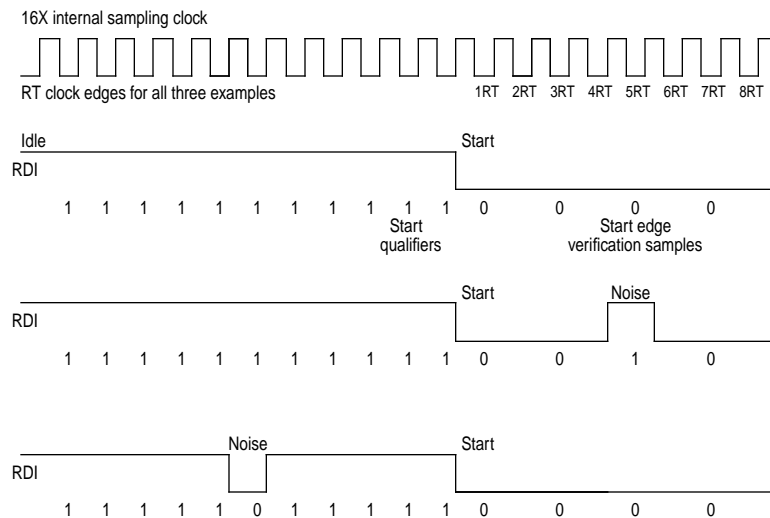 16X internal sampling clock
RT clock edges for all three examples
1RT 2RT 3RT 4RT 5RT 6RT 7RT 8RT
Idle
Start
RDI
1 1 1 1 1 1 1 1 1 1 1 0 0 0 0
Start
qualifiers
Start edge
verification samples
Start
Noise
RDI
1 1 1 1 1 1 1 1 1 1 1 0 0 1 0
Noise
Start
RDI
1 1 1 1 1 0 1 1 1 1 1 0 0 0 0